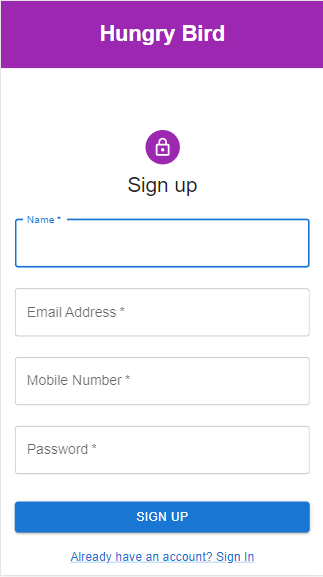 Hungry Bird
Sign up
Name *
Email Address *
Mobile Number *
Password *
SIGN UP
Already have an account? Sign In